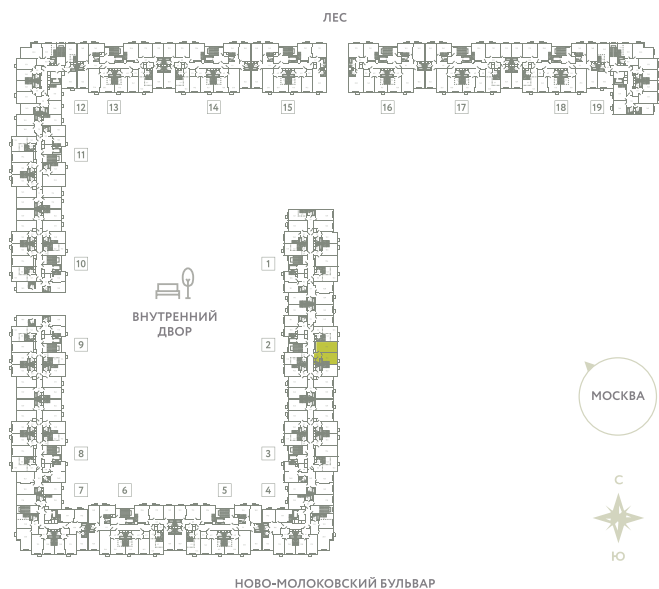 ЛЕС
12 13 14 15 16 17 18 19
11
10 1
ВНУТРЕННИЙ
ДВОР
9 2
МОСКВА
8 3
С
7 6 5 4
Ю
НОВО-МОЛОКОВСКИЙ БУЛЬВАР